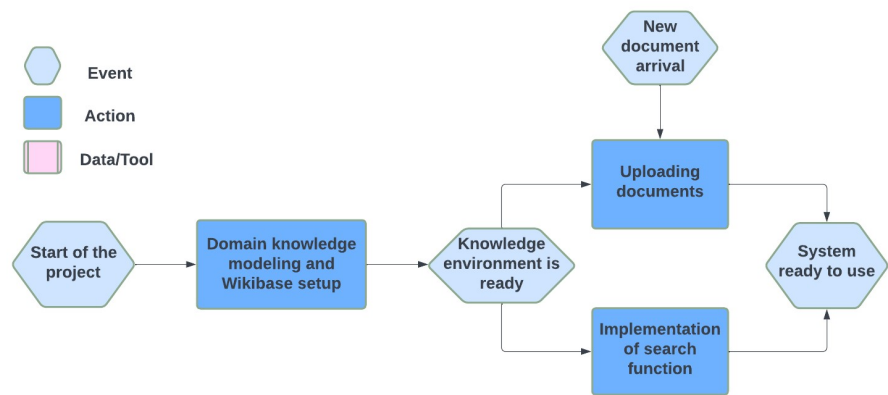 Event
Action
Data/Tool
Start of the
project
Domain knowledge
modeling and
Wikibase setup
Knowledge
environment is
ready
New
document
arrival
Uploading
documents
Implementation
of search
function
System
ready to use